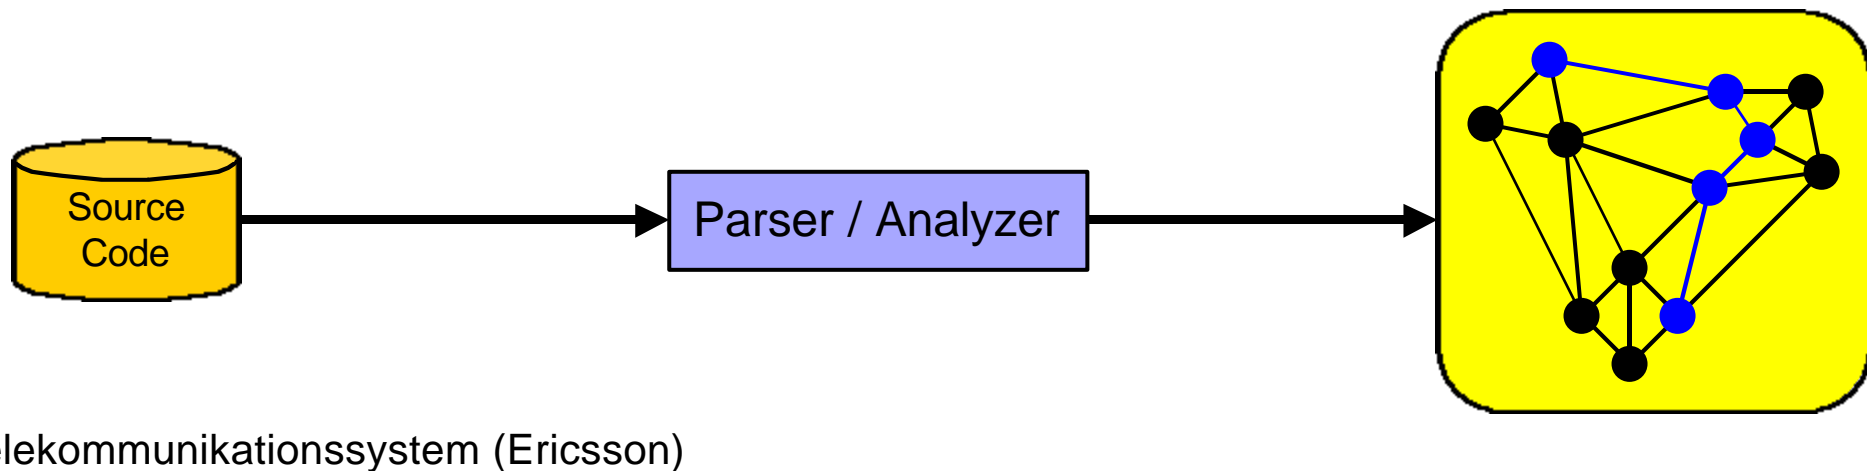 Source
Code
Parser / Analyzer
elekommunikationssystem (Ericsson)